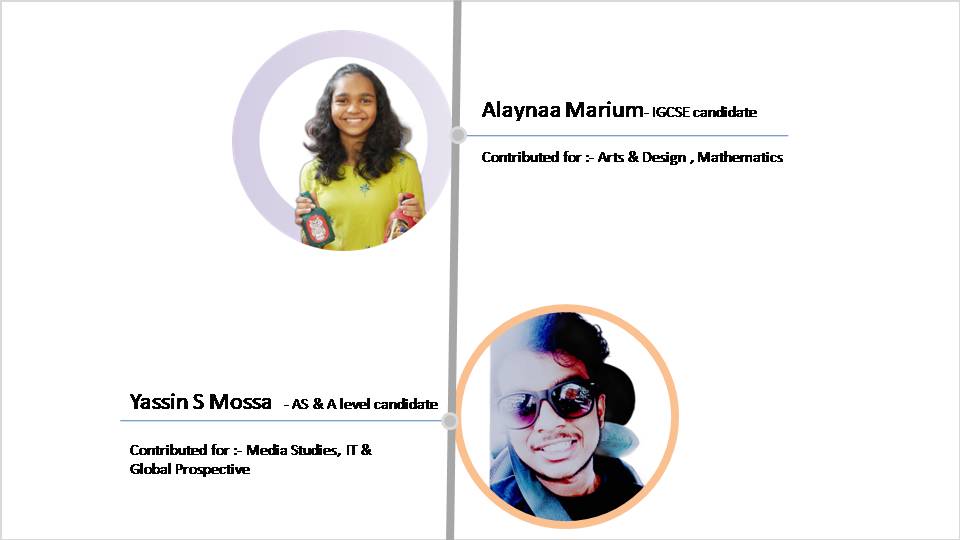 Alaynaa Marium- IGCSE candidate
Contributed for :- Arts & Design , Mathematics
Yassin S Mossa - AS & A level candidate
Contributed for :- Media Studies, IT &
Global Prospective